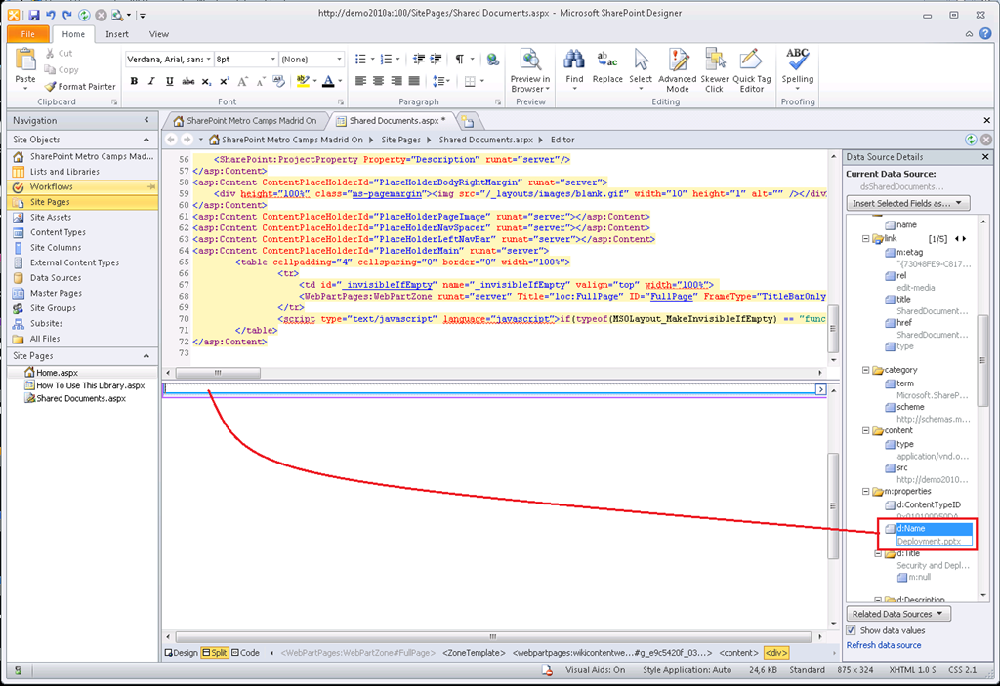 http://demo2010a:100/SitePages/Shared Documents.aspx - Microsoft SharePoint Designer
File Home Insert View
Paste
Cut
Copy
Format Painter
Clipboard
Verdana, Arial, san: 8pt (None)
B I U abc x₂ x² A A A
Font
Paragraph
Preview in Browser
Preview
Find
ab ac
Replace
Select
Advanced Mode
Skewer Click
Quick Tag Editor
Editing
ABC
Spelling
Proofing
Navigation
Site Objects
SharePoint Metro Camps Mad...
Lists and Libraries
Workflows
Site Pages
Site Assets
Content Types
Site Columns
External Content Types
Data Sources
Master Pages
Site Groups
Subsites
All Files
Site Pages
Home.aspx
How To Use This Library.aspx
Shared Documents.aspx
SharePoint Metro Camps Madrid On
Shared Documents.aspx *
SharePoint Metro Camps Madrid On Site Pages Shared Documents.aspx Editor
56 <SharePoint:ProjectProperty Property="Description" runat="server"/>
57 </asp:Content>
58 <asp:Content ContentPlaceHolderId="PlaceHolderBodyRightMargin" runat="server">
59 <div height="100%" class="ms-pagemargin"><img src="/_layouts/images/blank.gif" width="10" height="1" alt="" /></div
60 </asp:Content>
61 <asp:Content ContentPlaceHolderId="PlaceHolderPageImage" runat="server"></asp:Content>
62 <asp:Content ContentPlaceHolderId="PlaceHolderNavSpacer" runat="server"></asp:Content>
63 <asp:Content ContentPlaceHolderId="PlaceHolderLeftNavBar" runat="server"></asp:Content>
64 <asp:Content ContentPlaceHolderId="PlaceHolderMain" runat="server">
65 <table cellpadding="4" cellspacing="0" border="0" width="100%">
66 <tr>
67 <td id="_invisibleIfEmpty" name="_invisibleIfEmpty" valign="top" width="100%">
68 <WebPartPages:WebPartZone runat="server" Title="loc:FullPage" ID="FullPage" FrameType="TitleBarOnly
69 </tr>
70 <script type="text/javascript" language="javascript">if(typeof(MSOLayout_MakeInvisibleIfEmpty) == "func
71 </table>
72 </asp:Content>
73
Data Source Details
Current Data Source:
dsSharedDocuments...
Insert Selected Fields as...
name
link [1/5]
m:etag
"{73048FE9-C817...
rel
edit-media
title
SharedDocument...
href
SharedDocument...
type
category
term
Microsoft.ShareP...
scheme
http://schemas.m...
content
type
application/vnd.o...
src
http://demo2010...
m:properties
d:ContentTypeID
0x010100D50DA
d:Name
Deployment.pptx
d:Title
Security and Depl...
m:null
d:Description
Related Data Sources
Show data values
Refresh data source
Design Split Code <WebPartPages:WebPartZone#FullPage> <ZoneTemplate> <webpartpages:wikicontentwe...#g_e9c5420f_03...> <content> <div>
Visual Aids: On Style Application: Auto 24,6 KB Standard 875 x 324 XHTML 1.0 S CSS 2.1